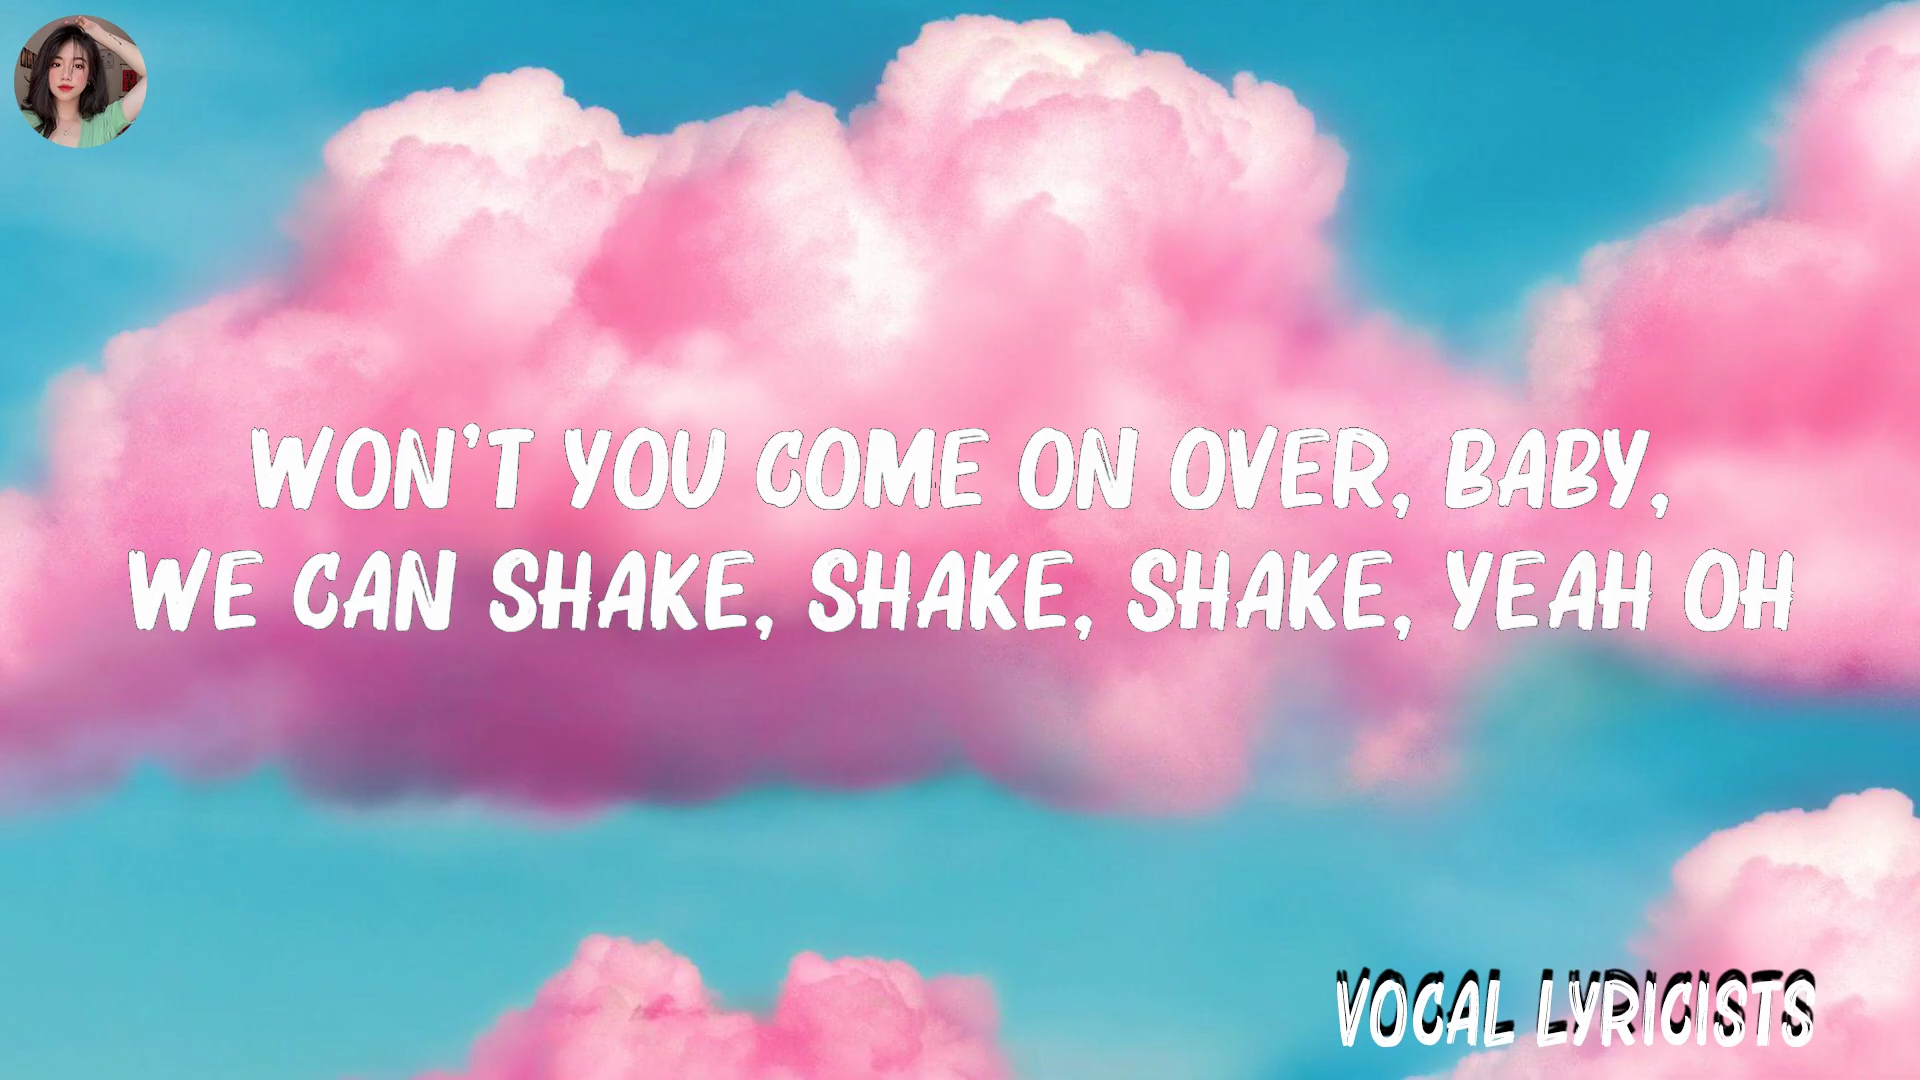 WON'T YOU COME ON OVER, BABY,
WE CAN SHAKE, SHAKE, SHAKE, YEAH OH
VOCAL LYRICISTS